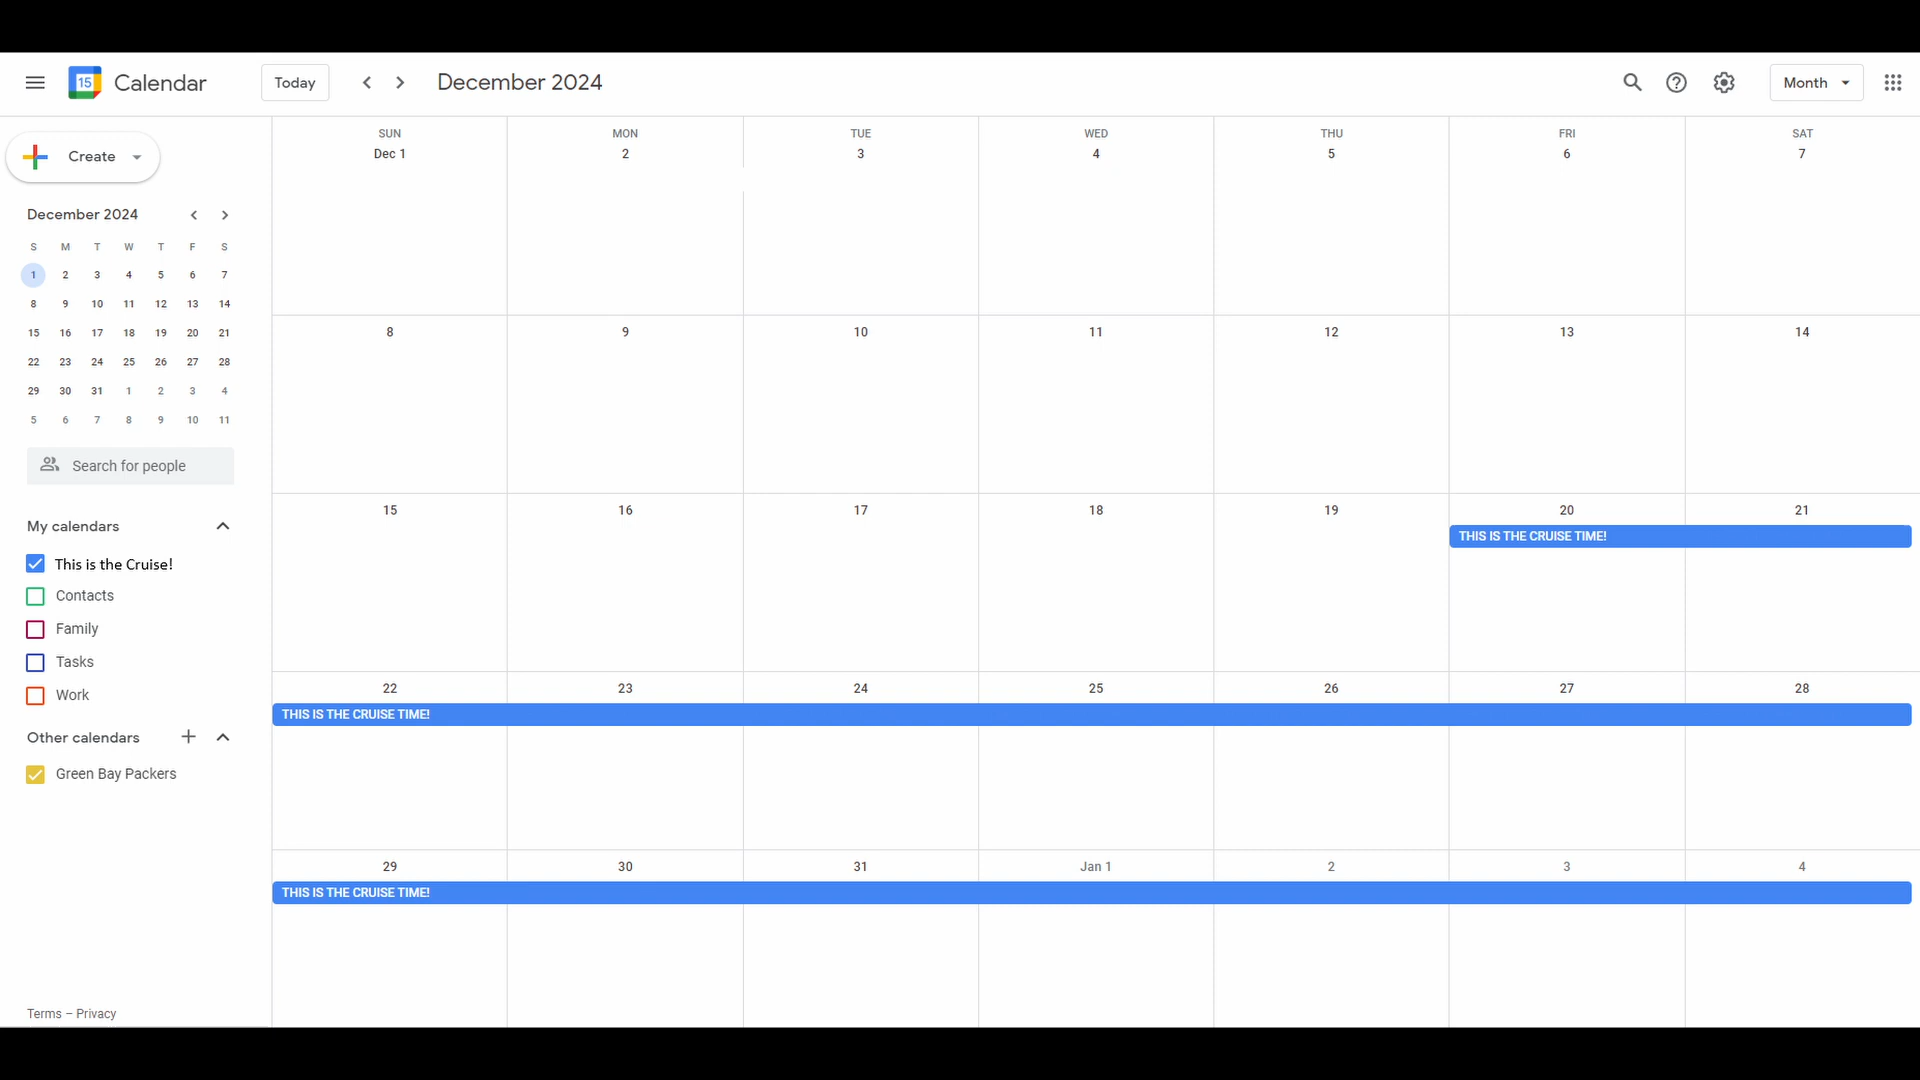 15 Calendar Today December 2024 Month
Create
December 2024
S M T W T F S
1 2 3 4 5 6 7
8 9 10 11 12 13 14
15 16 17 18 19 20 21
22 23 24 25 26 27 28
29 30 31 1 2 3 4
5 6 7 8 9 10 11
Search for people
My calendars
This is the Cruise!
Contacts
Family
Tasks
Work
Other calendars
Green Bay Packers
Terms – Privacy
SUN MON TUE WED THU FRI SAT
Dec 1 2 3 4 5 6 7
8 9 10 11 12 13 14
15 16 17 18 19 20 21
THIS IS THE CRUISE TIME!
22 23 24 25 26 27 28
THIS IS THE CRUISE TIME!
29 30 31 Jan 1 2 3 4
THIS IS THE CRUISE TIME!